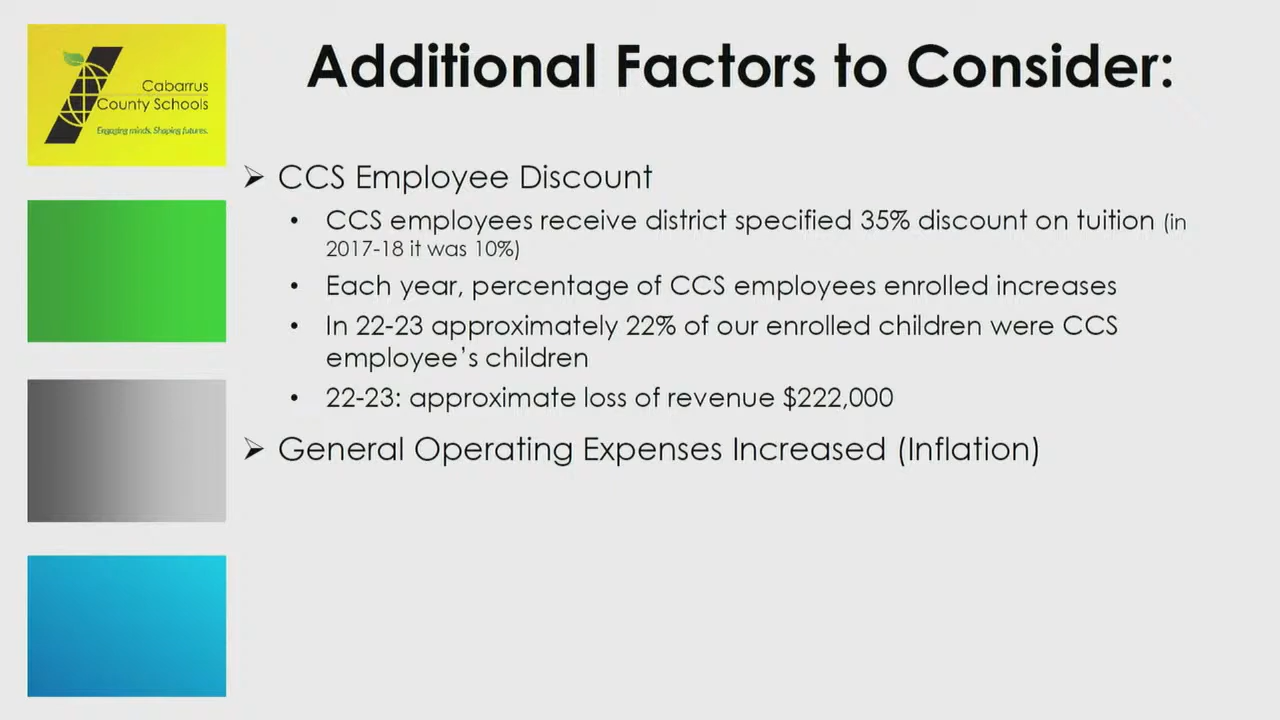 Additional Factors to Consider:
Cabarrus
County Schools
Engaging minds. Shaping futures.
➢ CCS Employee Discount
• CCS employees receive district specified 35% discount on tuition (in
2017-18 it was 10%)
• Each year, percentage of CCS employees enrolled increases
• In 22-23 approximately 22% of our enrolled children were CCS
employee’s children
• 22-23: approximate loss of revenue $222,000
➢ General Operating Expenses Increased (Inflation)